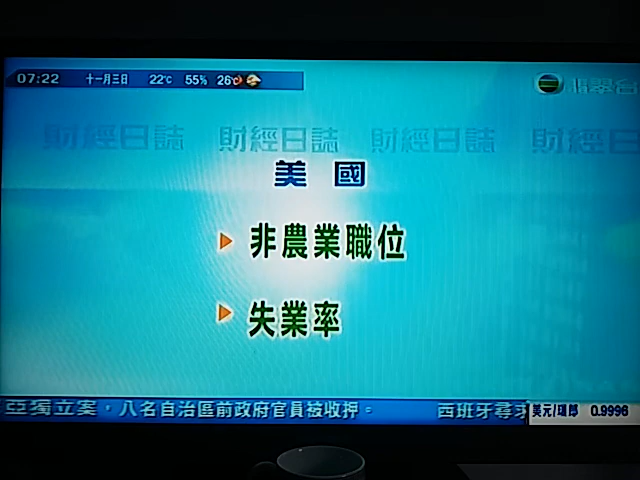 07:22 十一月三日 22°C 55% 26°C
翡翠台
財經日誌 財經日誌 財經日誌 財經日
美國
非農業職位
失業率
亞獨立案，八名自治區前政府官員被收押。 西班牙尋求
美元/瑞郎 0.9996